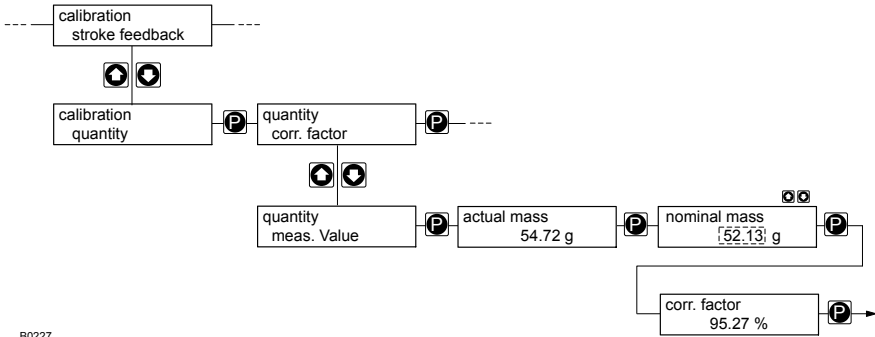 calibration
stroke feedback
calibration
quantity
P
quantity
corr. factor
P
quantity
meas. Value
P
actual mass
54.72 g
P
nominal mass
52.13 g
P
corr. factor
95.27 %
P
B0227